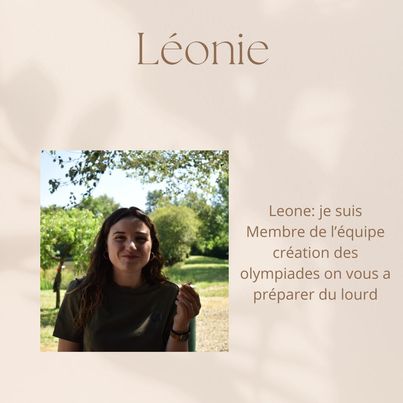 Léonie
Leone: je suis
Membre de l'équipe
création des
olympiades on vous a
préparer du lourd